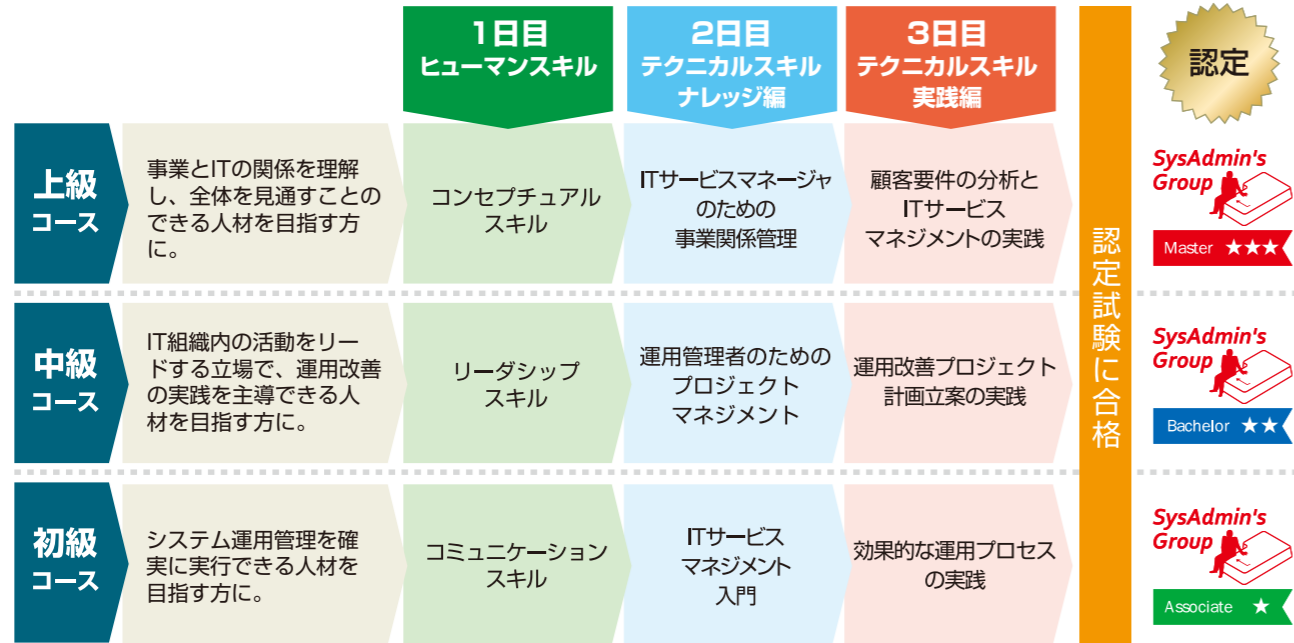 1日目
ヒューマンスキル
2日目
テクニカルスキル
ナレッジ編
3日目
テクニカルスキル
実践編
認定
上級
コース
事業とITの関係を理解
し、全体を見通すことの
できる人材を目指す方
に。
コンセプチュアル
スキル
ITサービスマネージャ
のための
事業関係管理
顧客要件の分析と
ITサービス
マネジメントの実践
SysAdmin's
Group
Master ★★★
中級
コース
IT組織内の活動をリー
ドする立場で、運用改善
の実践を主導できる人
材を目指す方に。
リーダシップ
スキル
運用管理者のための
プロジェクト
マネジメント
運用改善プロジェクト
計画立案の実践
認定試験に合格
SysAdmin's
Group
Bachelor ★★
初級
コース
システム運用管理を確
実に実行できる人材を
目指す方に。
コミュニケーション
スキル
ITサービス
マネジメント
入門
効果的な運用プロセス
の実践
SysAdmin's
Group
Associate ★